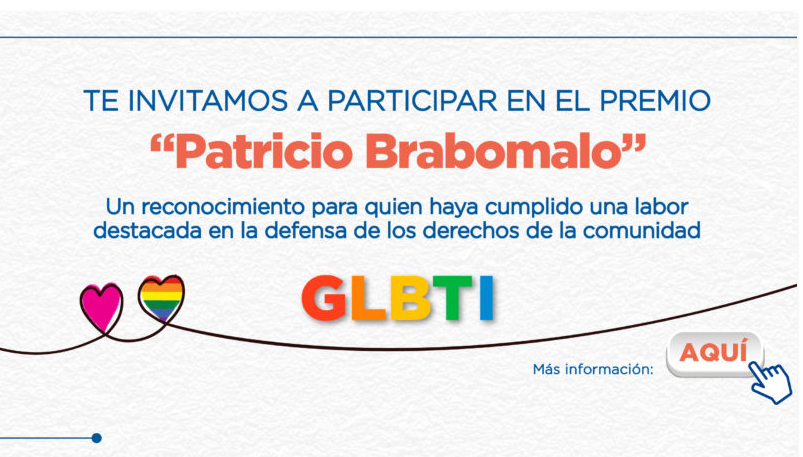 TE INVITAMOS A PARTICIPAR EN EL PREMIO
“Patricio Brabomalo”
Un reconocimiento para quien haya cumplido una labor
destacada en la defensa de los derechos de la comunidad
GLBTI
Más información:
AQUÍ